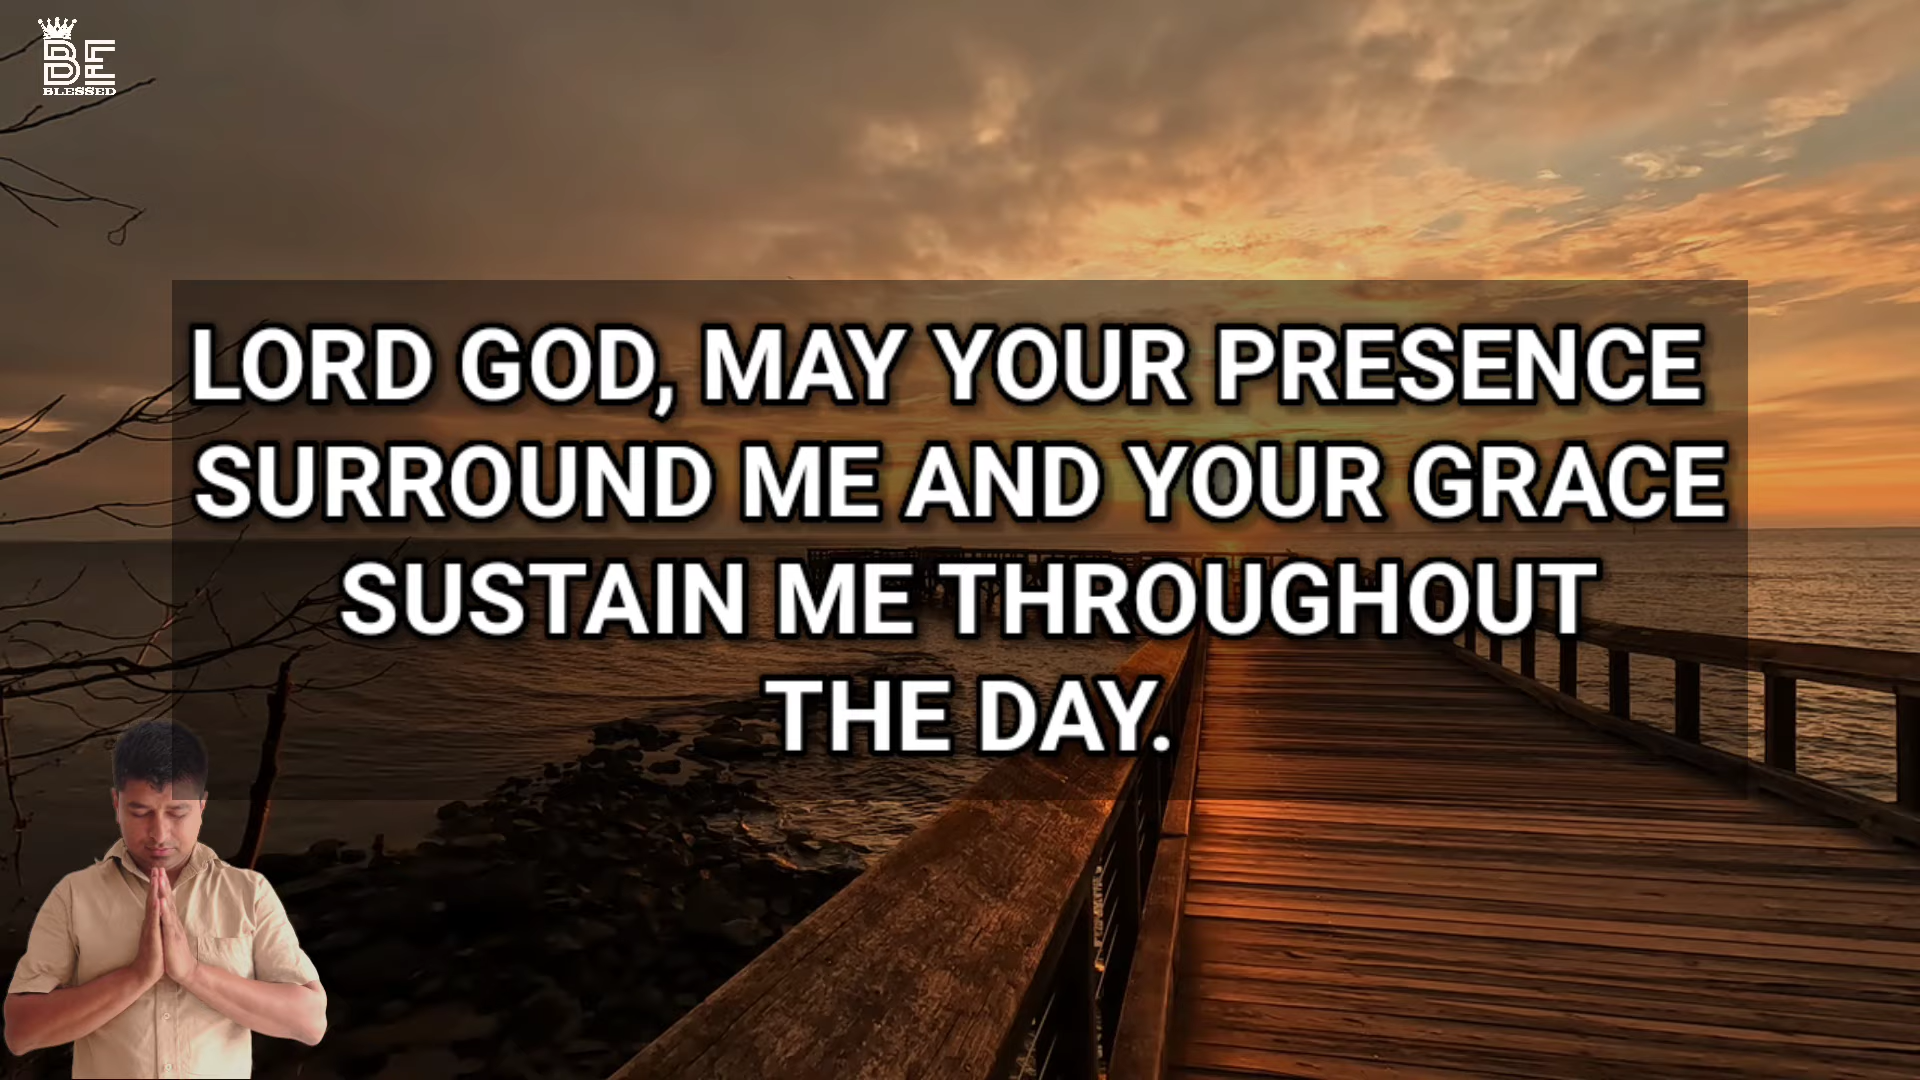 BE
BLESSED
LORD GOD, MAY YOUR PRESENCE
SURROUND ME AND YOUR GRACE
SUSTAIN ME THROUGHOUT
THE DAY.